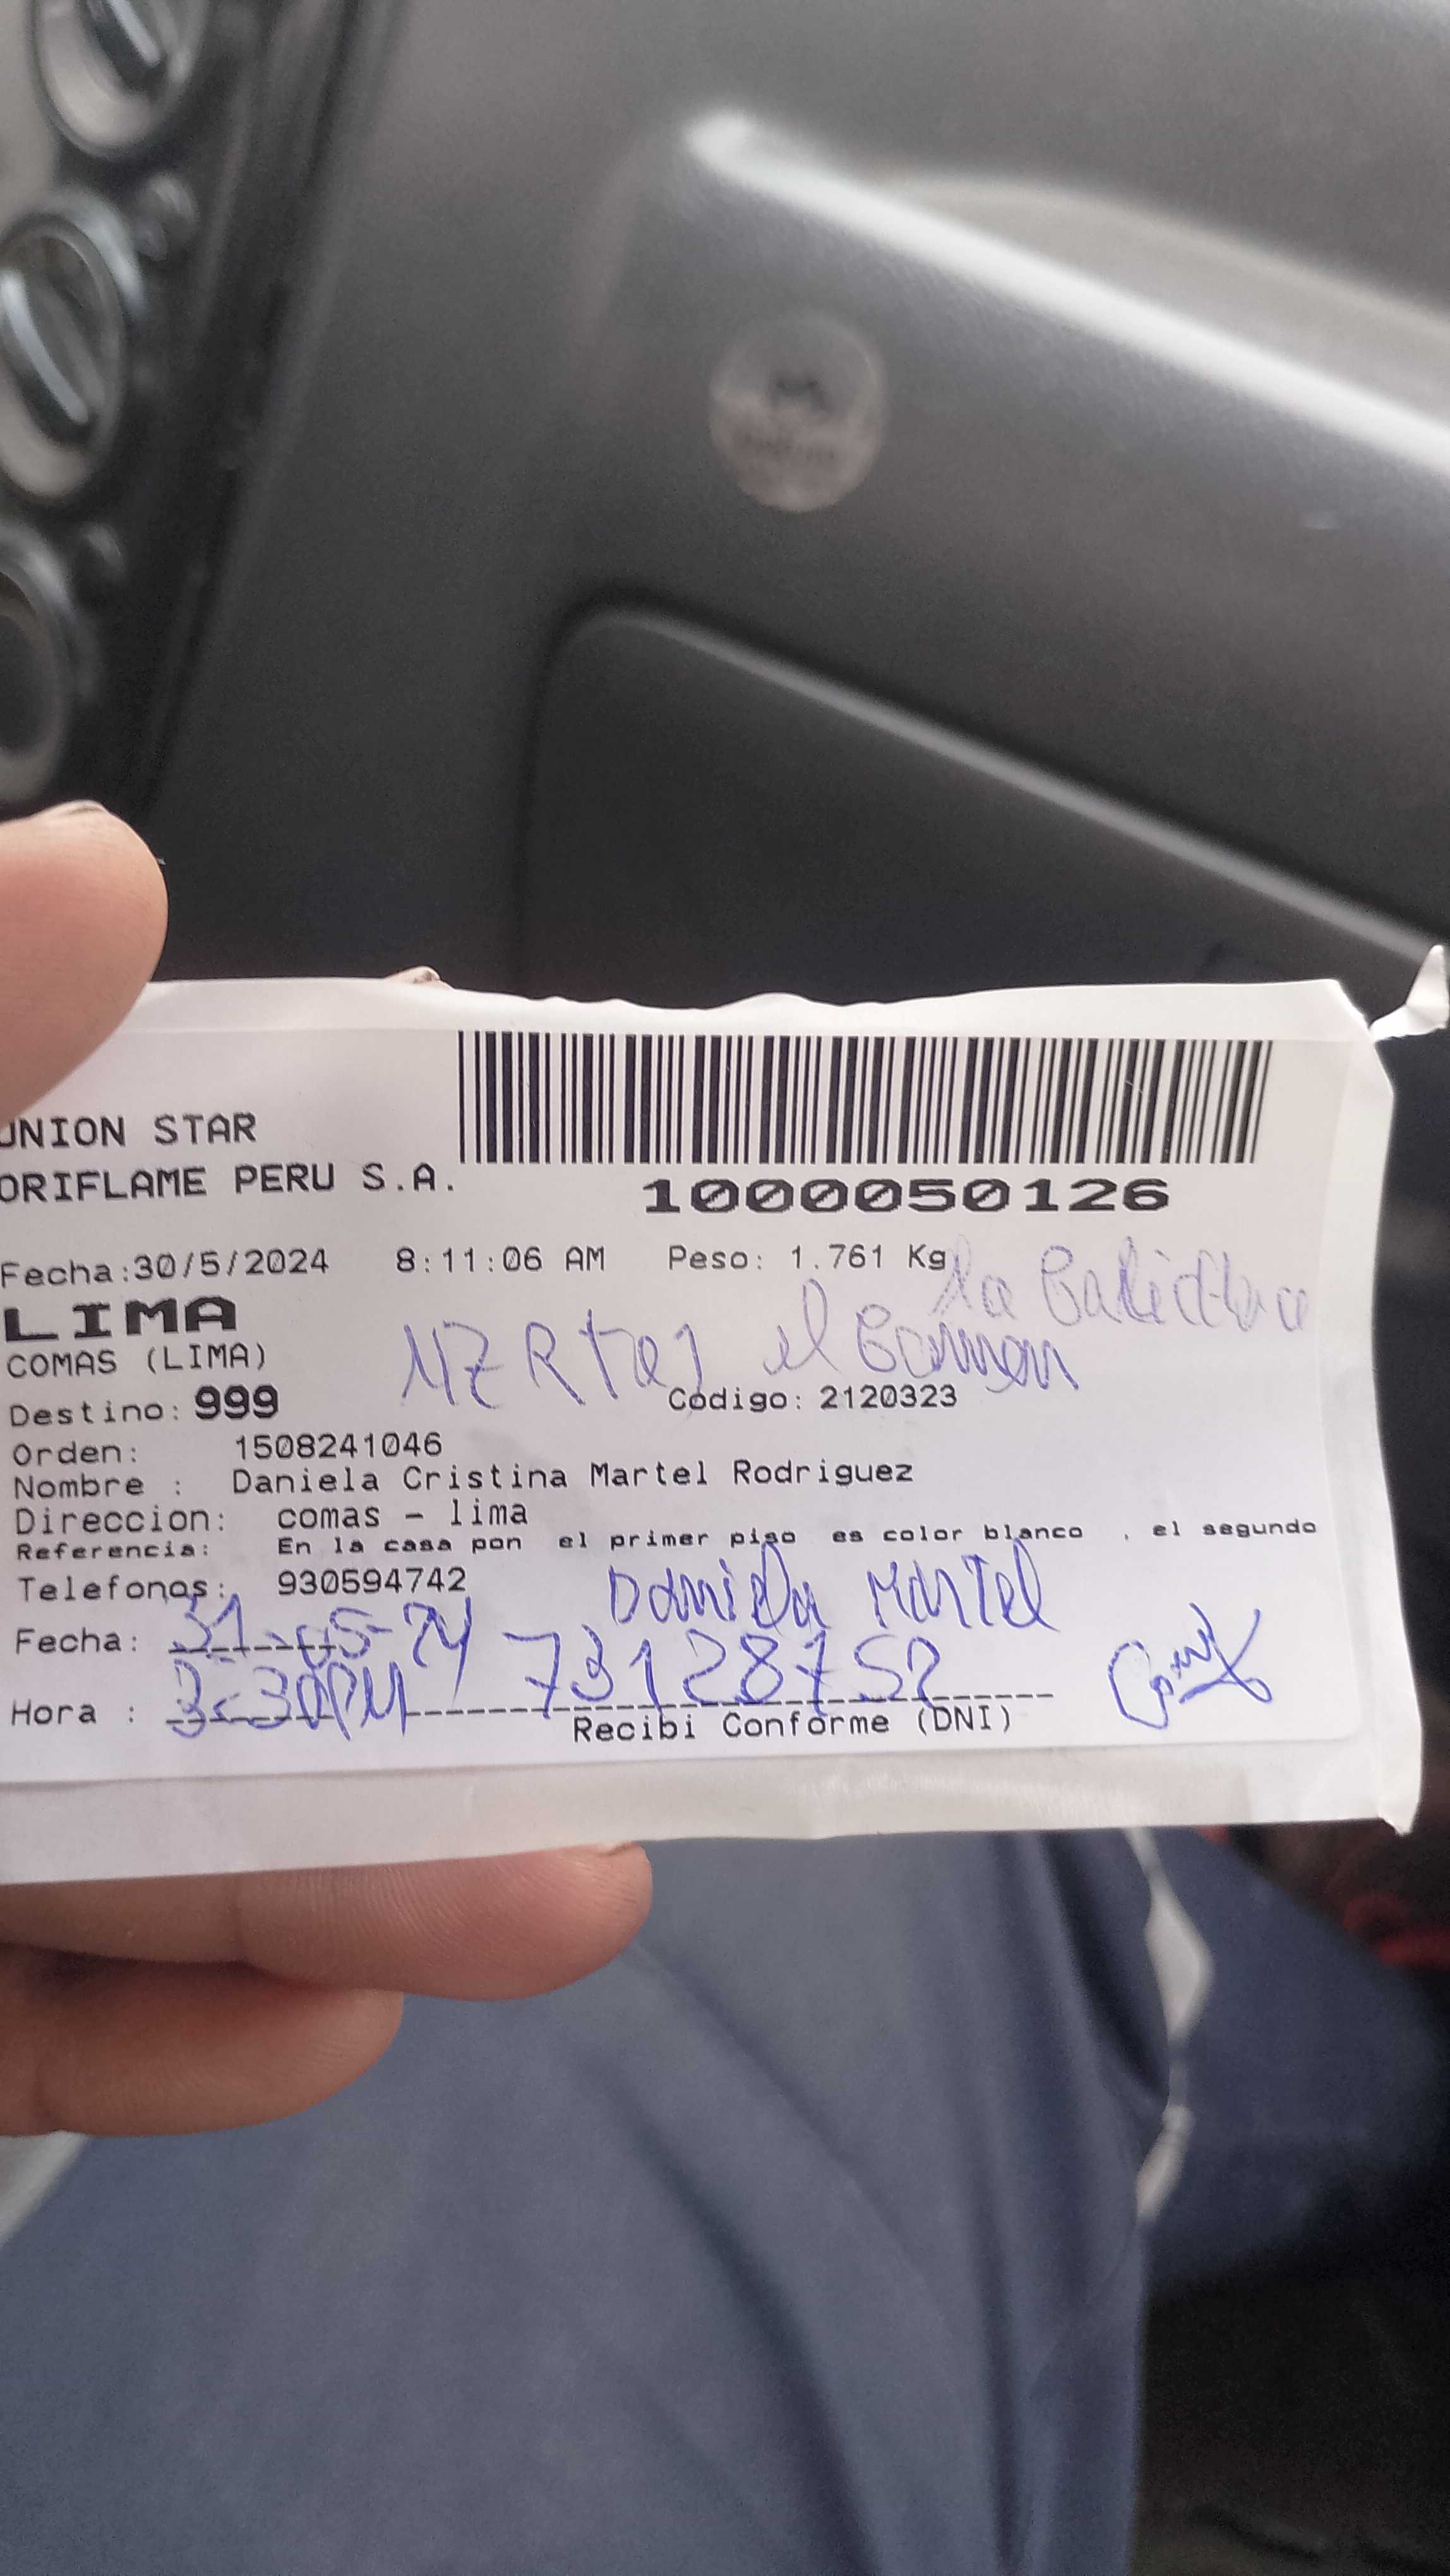 UNION STAR
ORIFLAME PERU S.A.
1000050126
Fecha:30/5/2024 8:11:06 AM Peso: 1.761 Kg
la
LIMA
MZ R el
COMAS (LIMA)
Destino: 999 Codigo: 2120323
Orden: 1508241046
Nombre : Daniela Cristina Martel Rodriguez
Direccion: comas - lima
Referencia: En la casa pon el primer piso es color blanco , el segundo
Telefonos: 930594742
Daniela Martel
Fecha: 31-05-24
Hora : 3:30PM
Recibi Conforme (DNI)